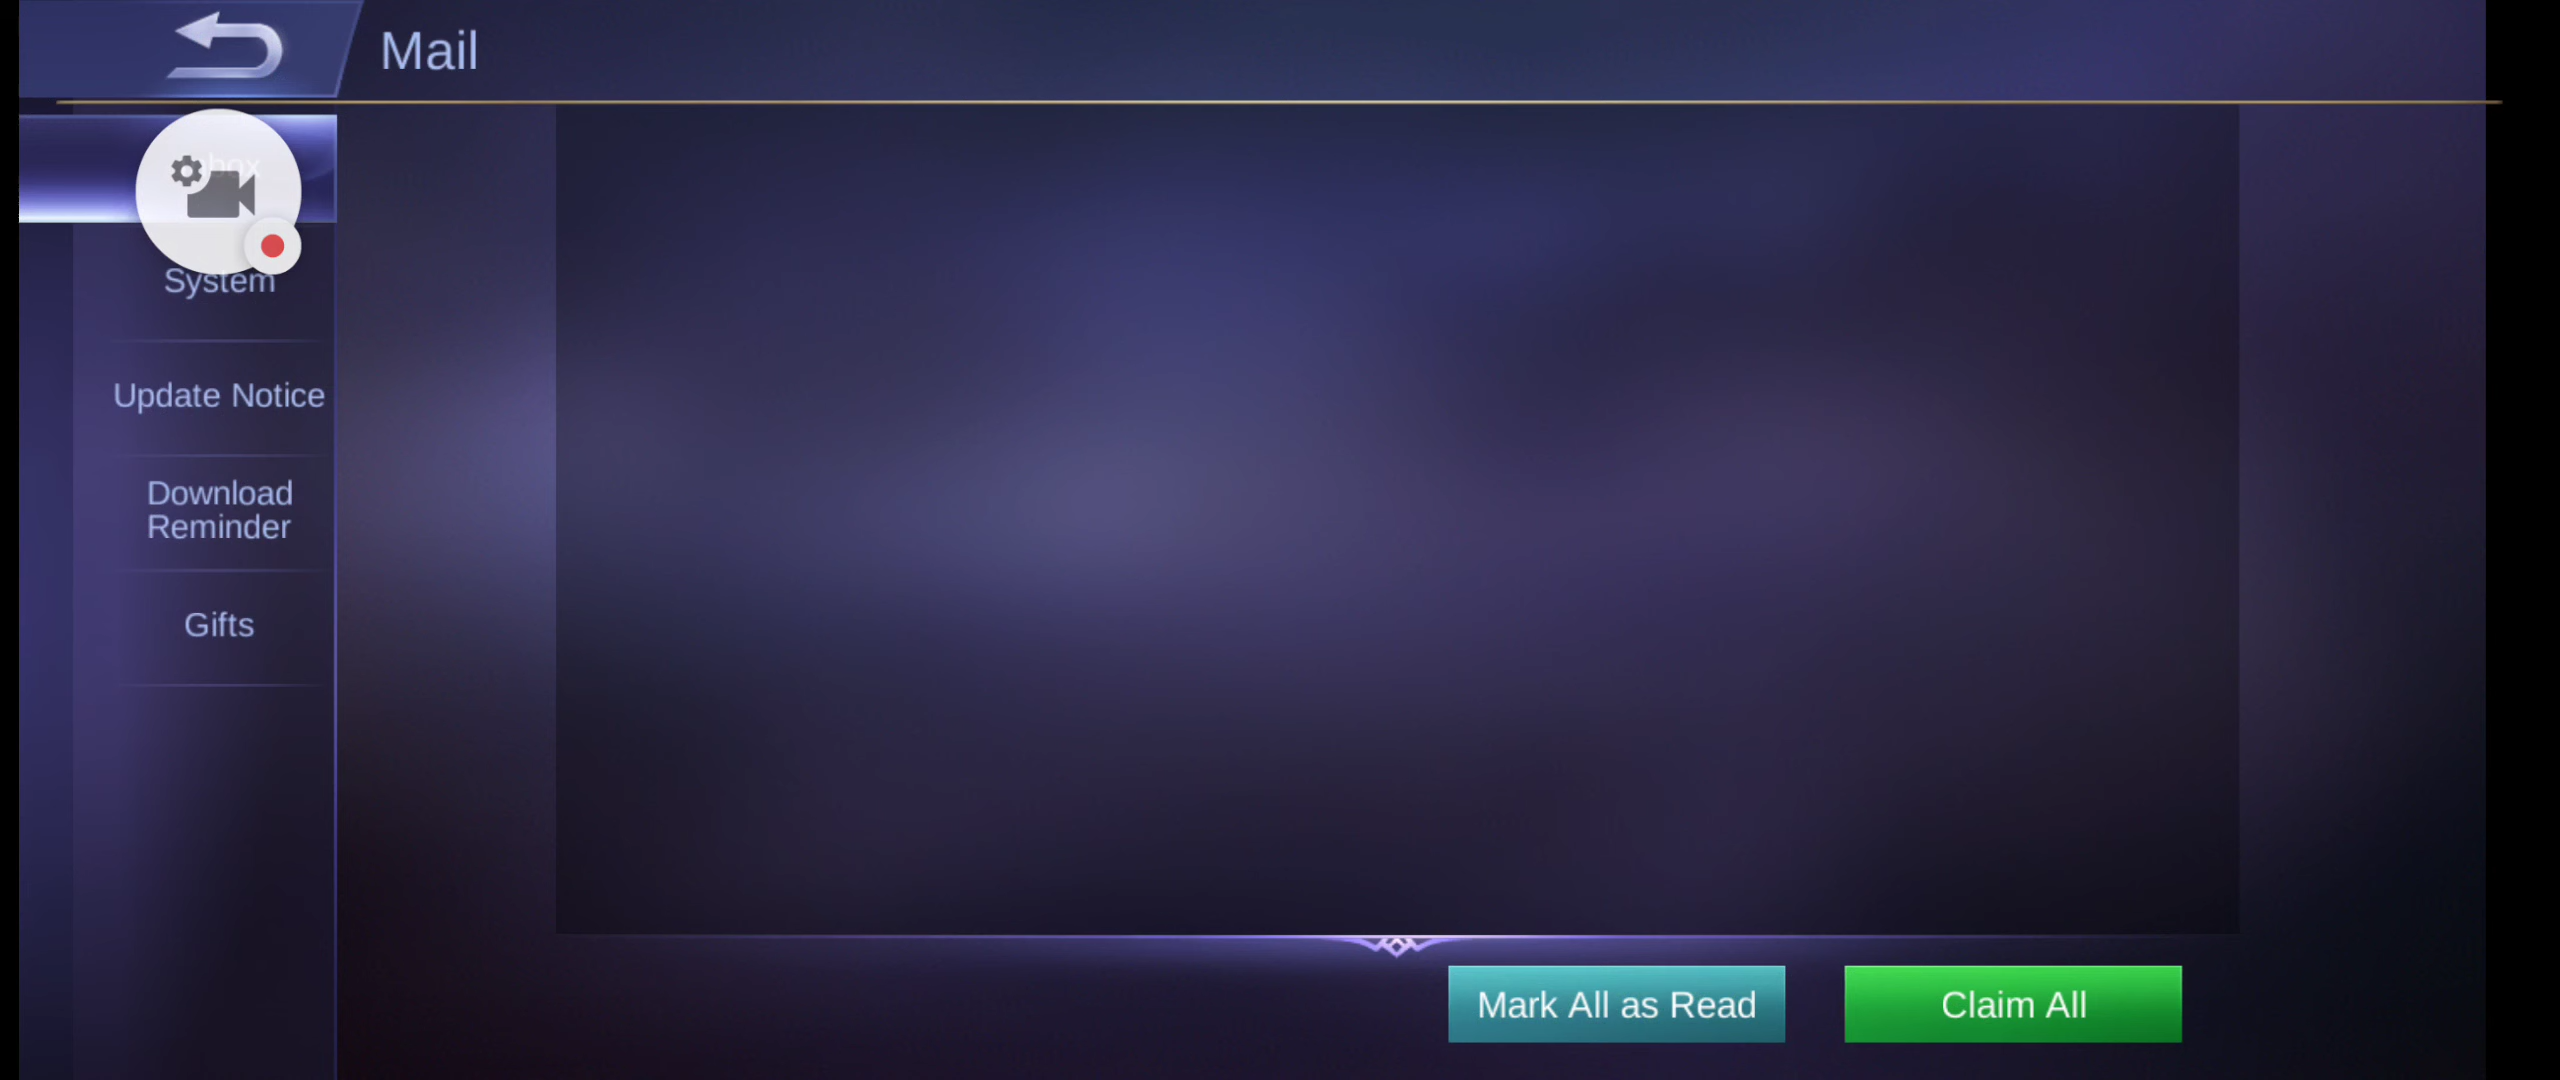 Mail
System
Update Notice
Download
Reminder
Gifts
Mark All as Read
Claim All